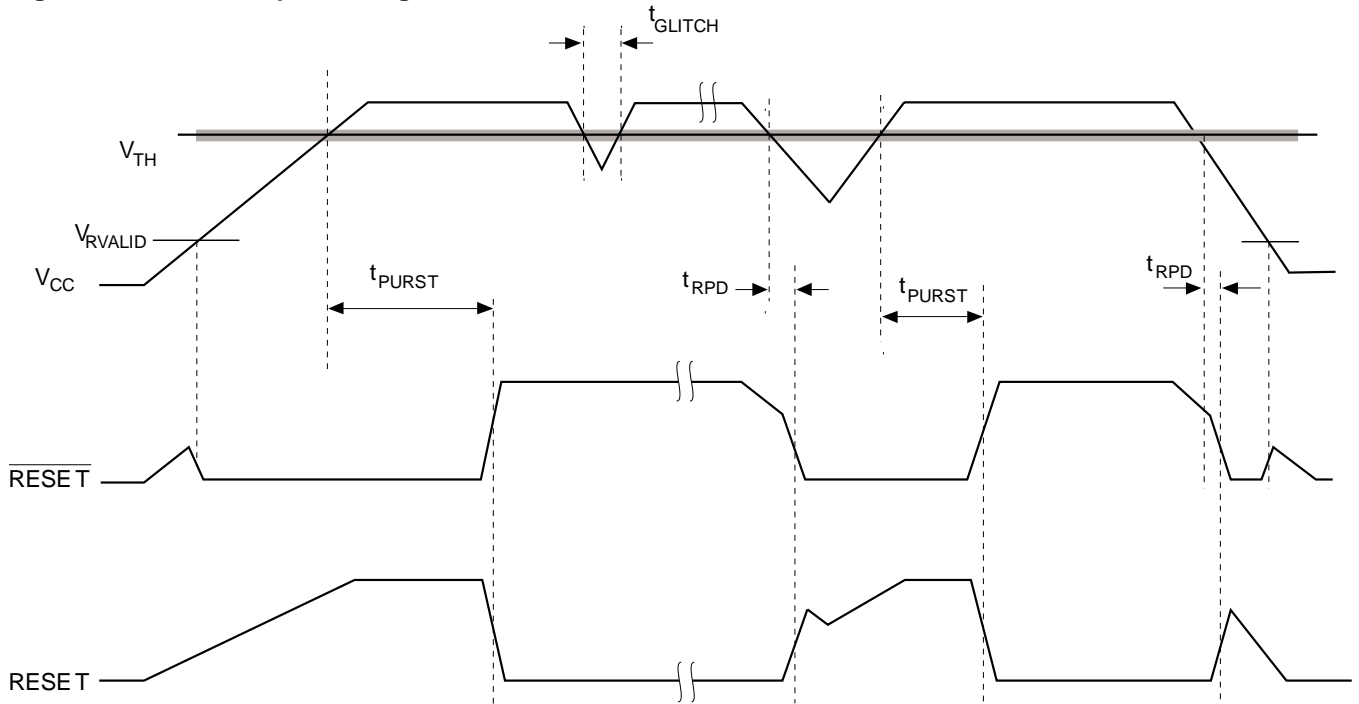 tGLITCH
VTH
VRVALID
VCC
tPURST
tRPD
tPURST
tRPD
RESET
RESET